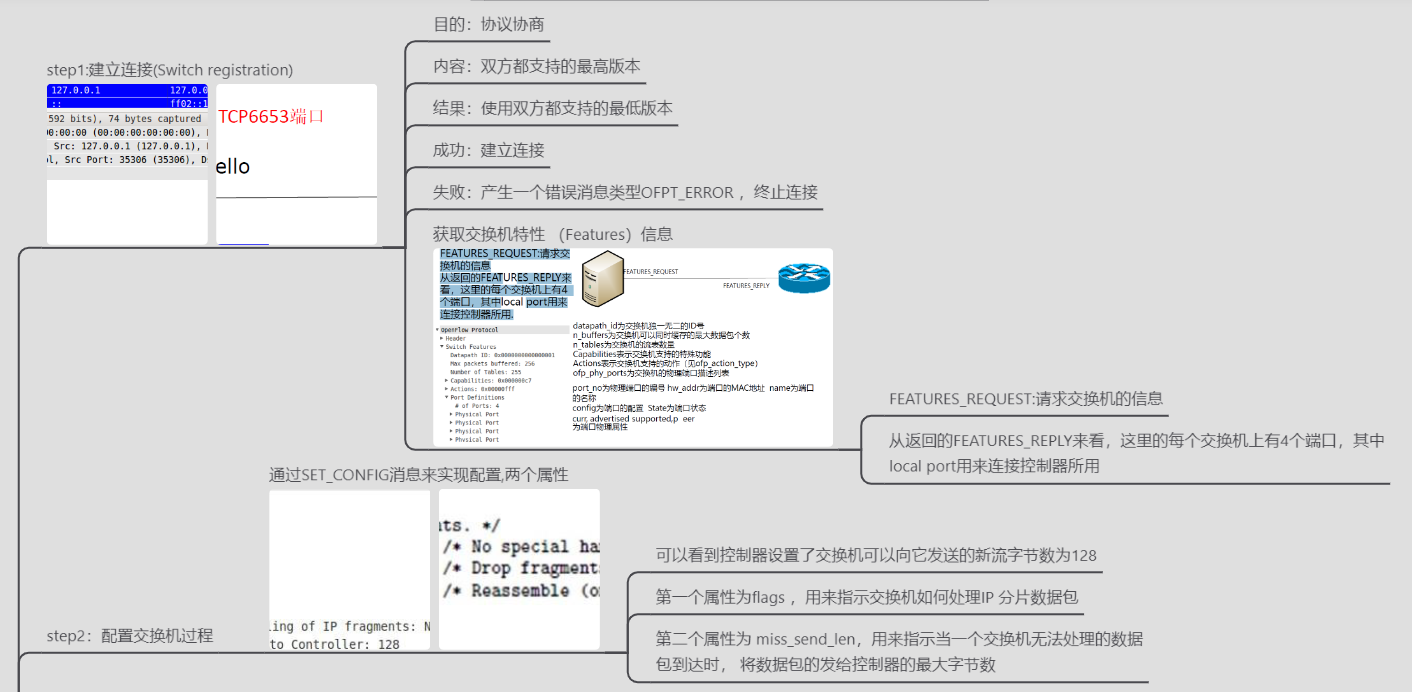 目的：协议协商
内容：双方都支持的最高版本
结果：使用双方都支持的最低版本
成功：建立连接
失败：产生一个错误消息类型OFPT_ERROR ，终止连接
step1:建立连接(Switch registration)
127.0.0.1 127.0.0
:: ff02::1
592 bits), 74 bytes captured
00:00:00 (00:00:00:00:00:00),
Src: 127.0.0.1 (127.0.0.1),
Src Port: 35306 (35306),
TCP6653端口
ello
获取交换机特性 （Features）信息
FEATURES_REQUEST:请求交
换机的信息
从返回的FEATURES_REPLY来
看，这里的每个交换机上有4
个端口，其中local port用来
连接控制器所用.
FEATURES_REQUEST
FEATURES_REPLY
OpenFlow Protocol
Header
Switch Features
Datapath ID: 0x0000000000000001
Max packets buffered: 256
Number of Tables: 255
Capabilities: 0x000000c7
Actions: 0x00000fff
Port Definitions
# of Ports: 4
Physical Port
Physical Port
Physical Port
Physical Port
datapath_id为交换机独一无二的ID号
n_buffers为交换机可以同时缓存的最大数据包个数
n_tables为交换机的流表数量
Capabilities表示交换机支持的特殊功能
Actions表示交换机支持的动作（见ofp_action_type）
ofp_phy_ports为交换机的物理端口描述列表
port_no为物理端口的编号 hw_addr为端口的MAC地址 name为端口
的名称
config为端口的配置 State为端口状态
curr, advertised supported,p eer
为端口物理属性
FEATURES_REQUEST:请求交换机的信息
从返回的FEATURES_REPLY来看，这里的每个交换机上有4个端口，其中
local port用来连接控制器所用
step2：配置交换机过程
通过SET_CONFIG消息来实现配置,两个属性
ling of IP fragments: N
to Controller: 128
nts. */
/* No special ha
/* Drop fragment
/* Reassemble (o
可以看到控制器设置了交换机可以向它发送的新流字节数为128
第一个属性为flags ，用来指示交换机如何处理IP 分片数据包
第二个属性为 miss_send_len，用来指示当一个交换机无法处理的数据
包到达时， 将数据包的发给控制器的最大字节数